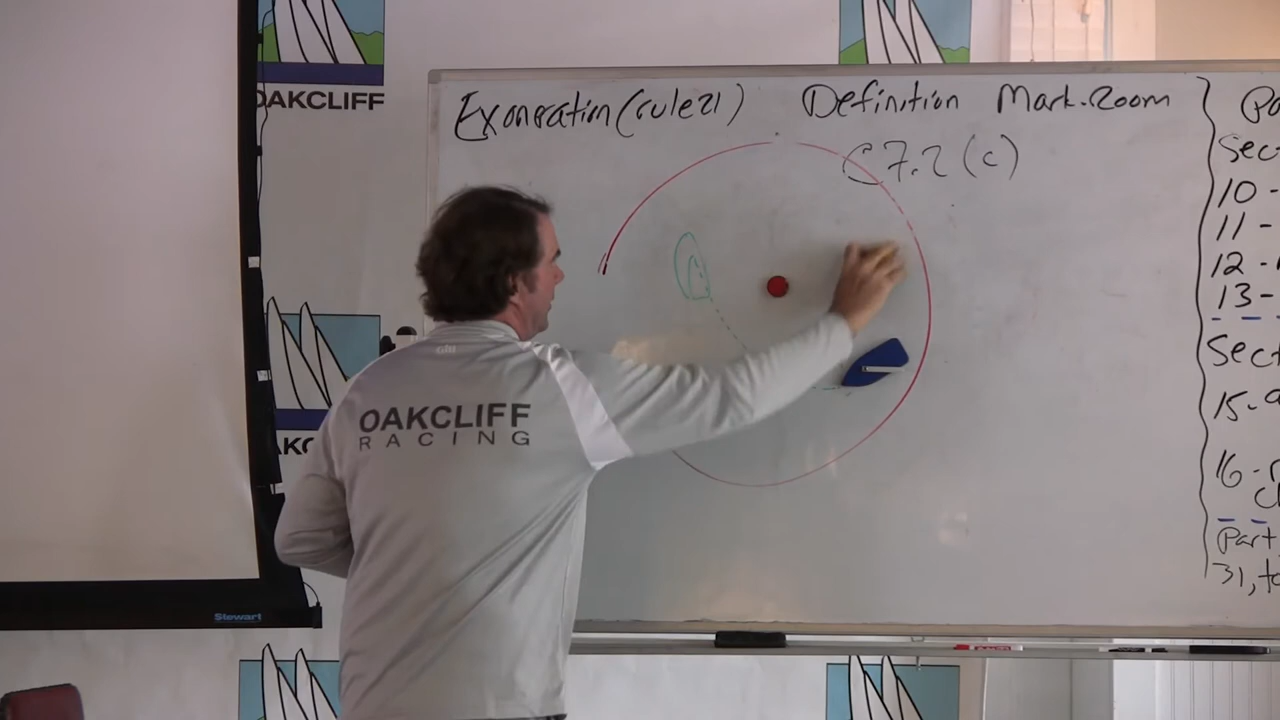 OAKCLIFF
Exoneration (rule 21) Definition Mark-Room
C7.2 (c)
Sec
10 -
11 -
12 -
13 -
Sect
15-
16 -
Part
31, to
OAKCLIFF
RACING
Gill
Stewart